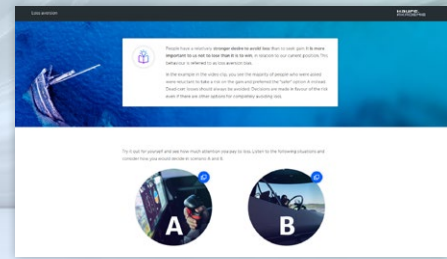 Loss aversion
HAUFE.
AKADEMIE
People have a relatively stronger desire to avoid loss than to seek gain. It is more
important to us not to lose than it is to win, in relation to our current position. This
behaviour is referred to as loss aversion bias.
In the example in the video clip, you saw the majority of people who were asked
were reluctant to take a risk on the gain and preferred the "safe" option A instead.
losses should always be avoided. Decisions are made in favour of the risk
even if there are other options for completely avoiding loss.
Try it out for yourself and see how much attention you pay to loss. Listen to the following situations and
consider how you would decide in scenario A and B.
A
B